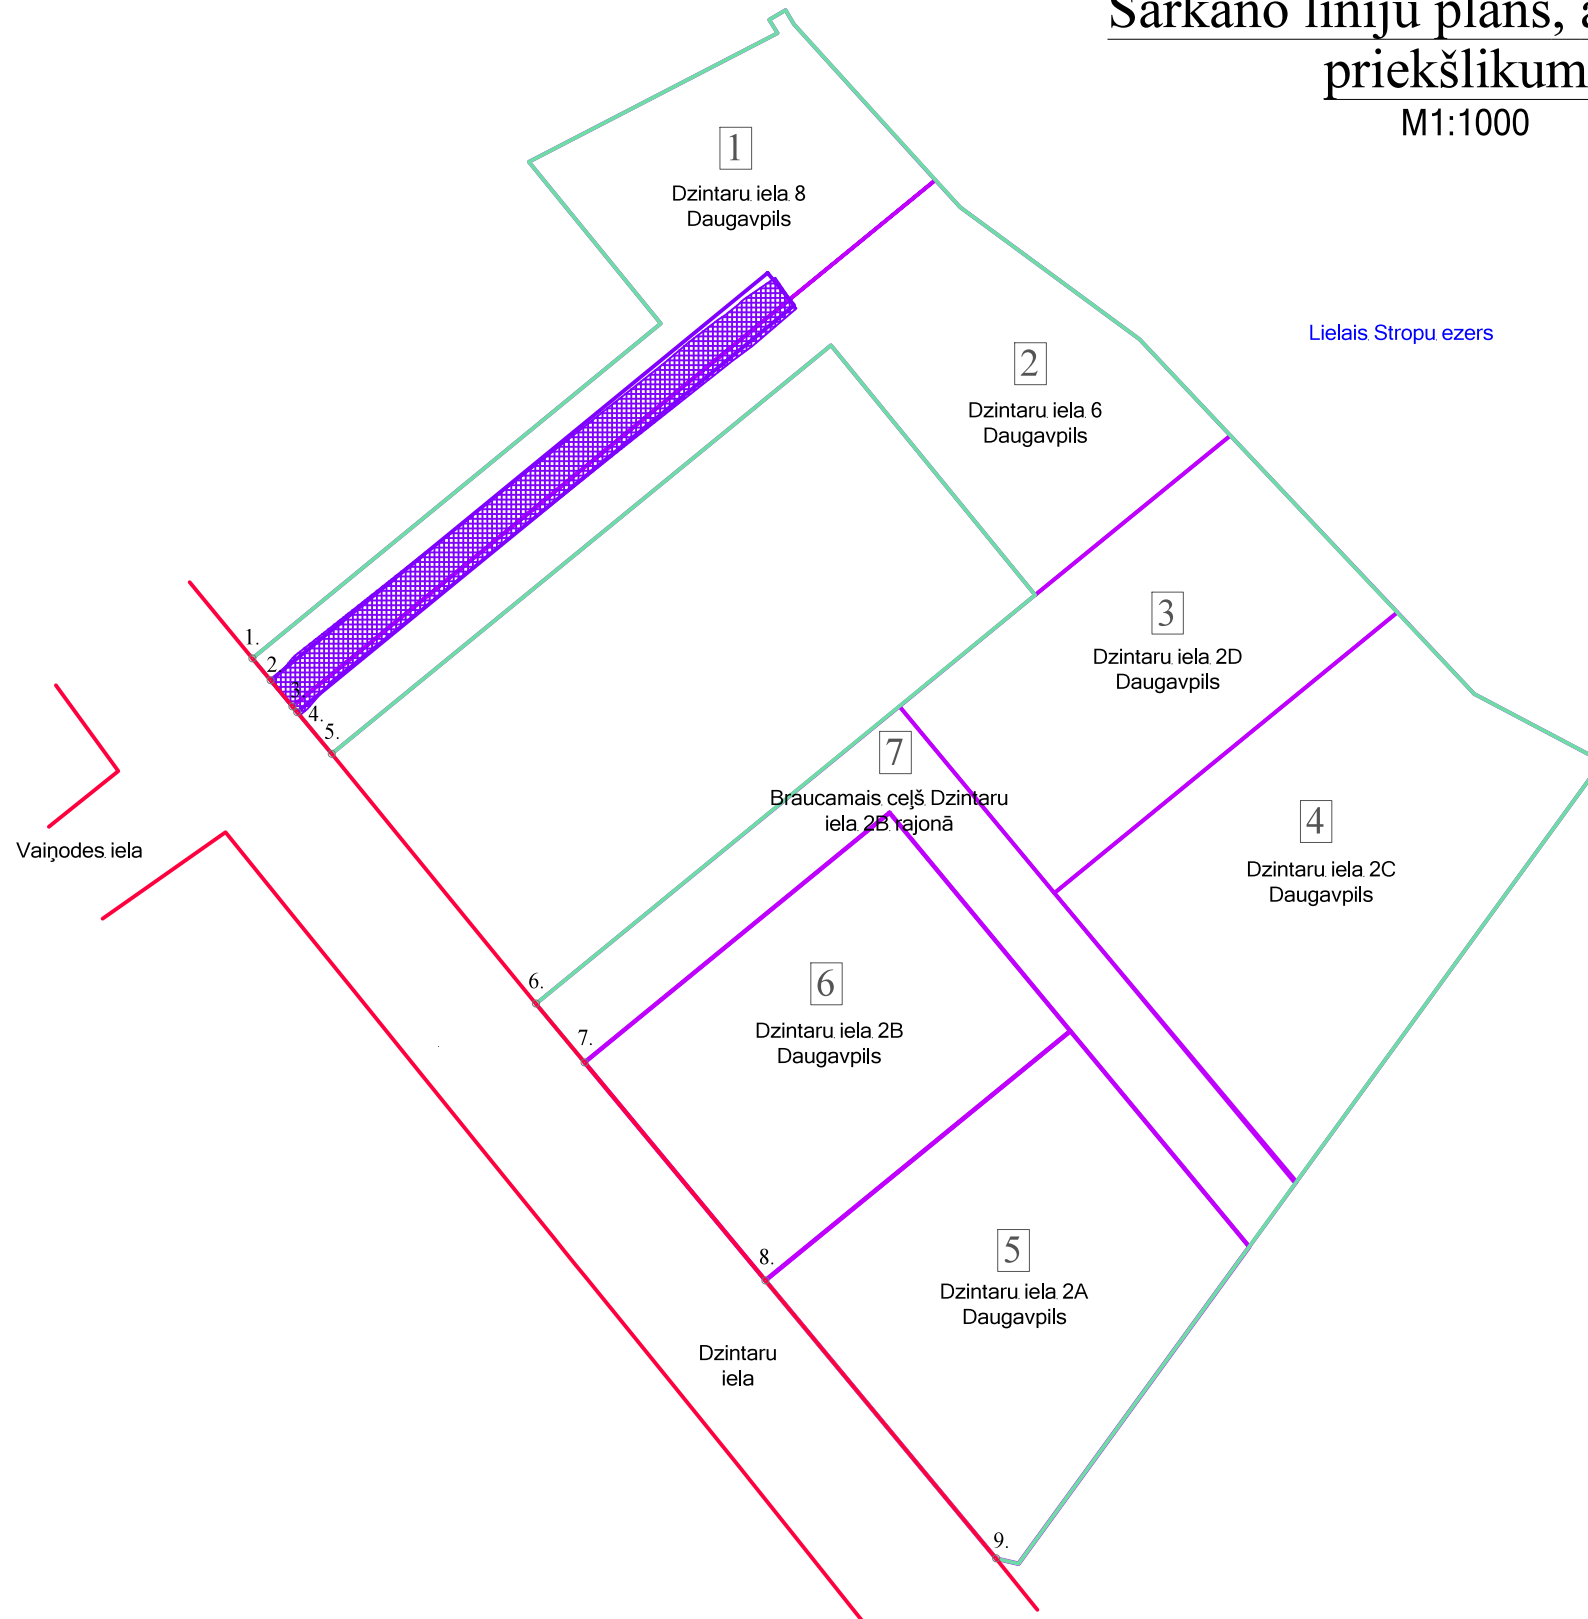 Sarkano līniju plāns, a
priekšlikum
M1:1000
1
Dzintaru iela 8
Daugavpils
Lielais Stropu ezers
2
Dzintaru iela 6
Daugavpils
3
Dzintaru iela 2D
Daugavpils
1.
2.
3.
4.
5.
7
Braucamais ceļš Dzintaru
iela 2B rajonā
4
Dzintaru iela 2C
Daugavpils
Vaiņodes iela
6.
6
Dzintaru iela 2B
Daugavpils
7.
8.
5
Dzintaru iela 2A
Daugavpils
Dzintaru
iela
9.